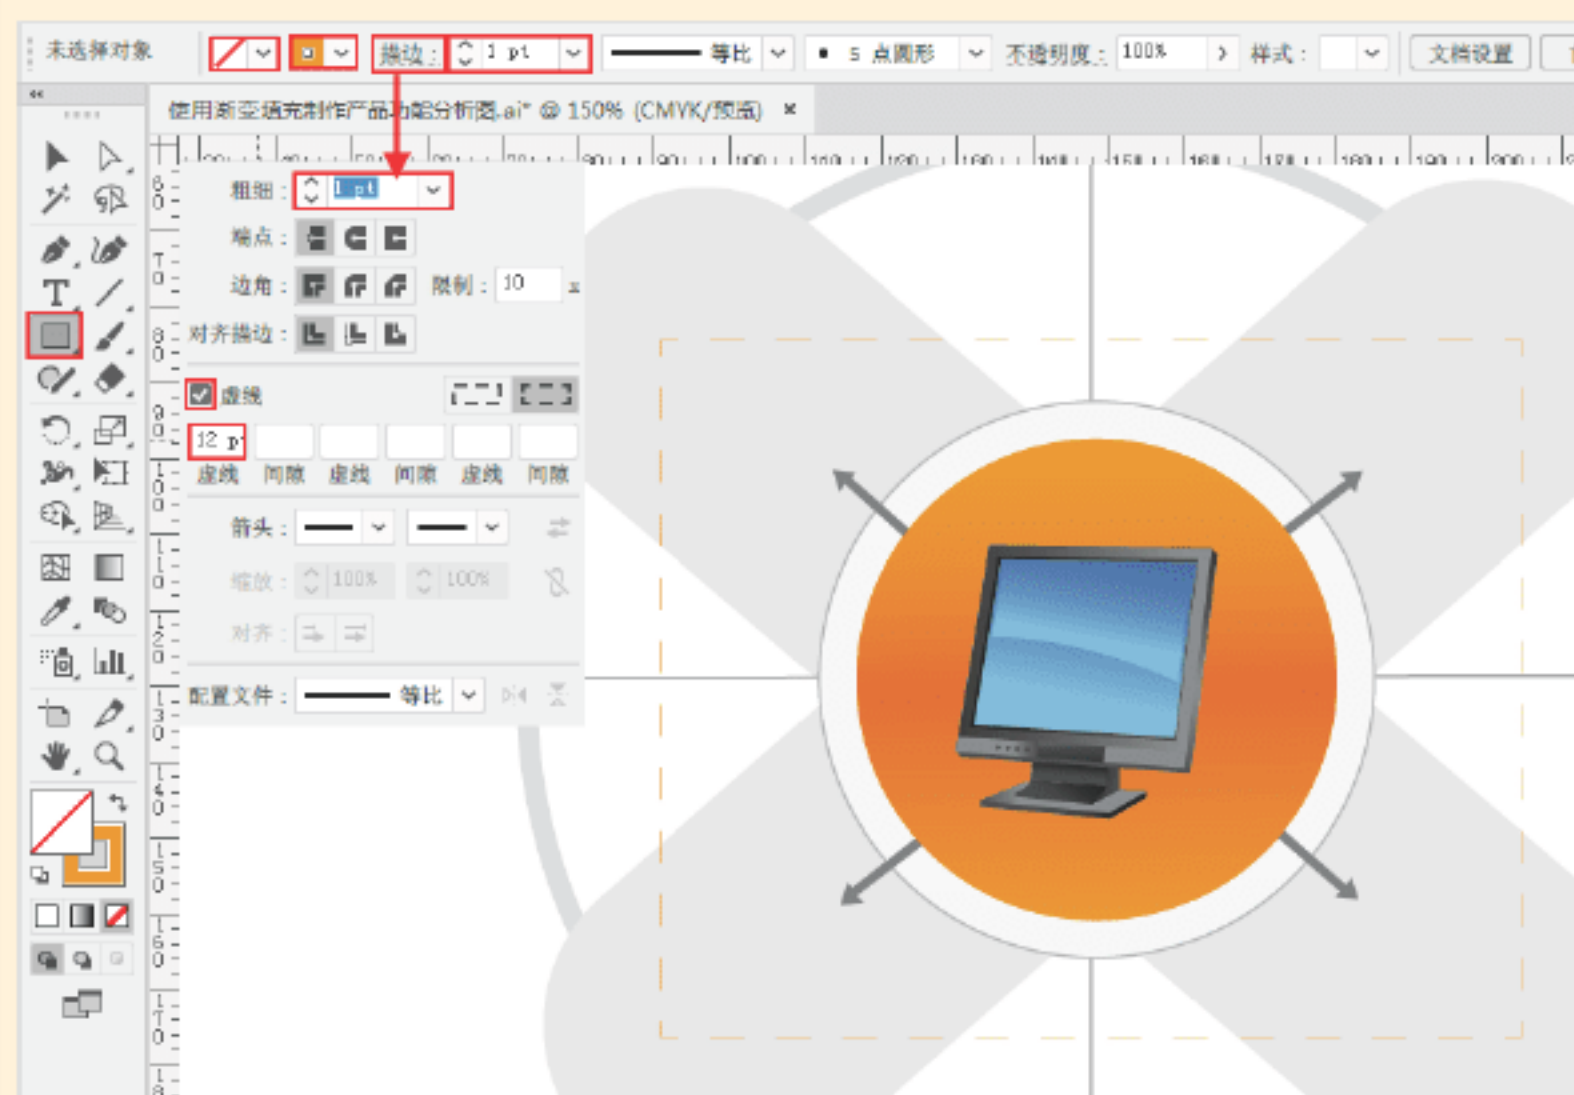 未选择对象 描边： 1 pt 等比 5 点圆形 不透明度： 100% 样式： 文档设置
使用渐变填充制作产品功能分析图.ai* @ 150% (CMYK/预览) ×
粗细： 1 pt
端点：
边角： 限制： 10 x
对齐描边：
虚线
12 p
虚线 间隙 虚线 间隙 虚线 间隙
箭头：
缩放： 100% 100%
对齐：
配置文件： 等比